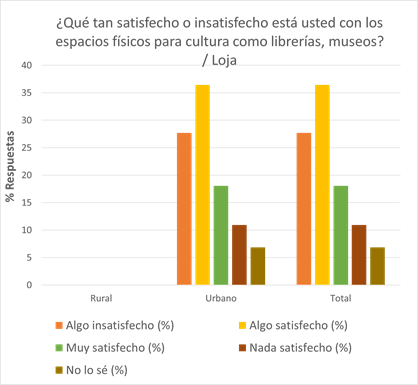 ¿Qué tan satisfecho o insatisfecho está usted con los
espacios físicos para cultura como librerías, museos?
/ Loja
40
35
30
25
20
15
10
5
0
% Respuestas
Rural Urbano Total
Algo insatisfecho (%) Algo satisfecho (%)
Muy satisfecho (%) Nada satisfecho (%)
No lo sé (%)